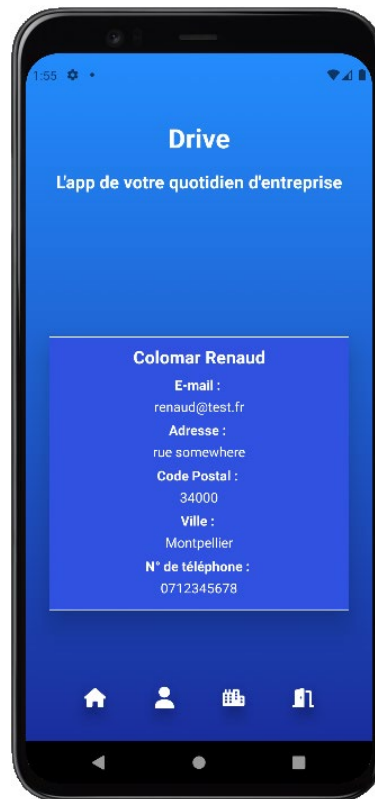 1:55
Drive
L'app de votre quotidien d'entreprise
Colomar Renaud
E-mail :
renaud@test.fr
Adresse :
rue somewhere
Code Postal :
34000
Ville :
Montpellier
N° de téléphone :
0712345678